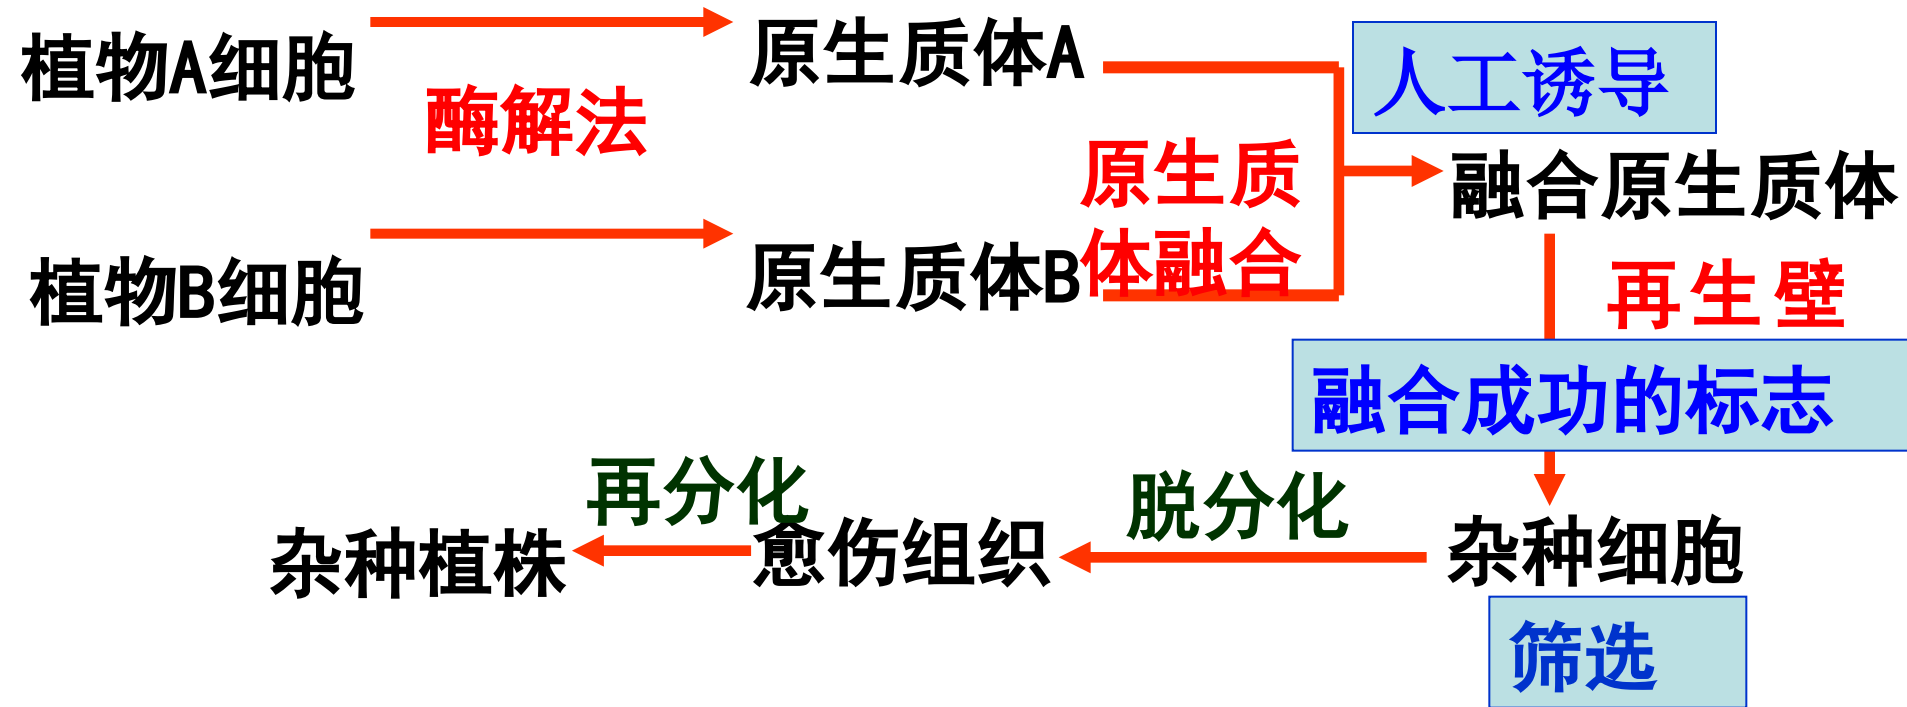 植物A细胞
酶解法
原生质体A
人工诱导
原生质
体融合
融合原生质体
植物B细胞
原生质体B
再生壁
融合成功的标志
再分化
脱分化
杂种植株
愈伤组织
杂种细胞
筛选